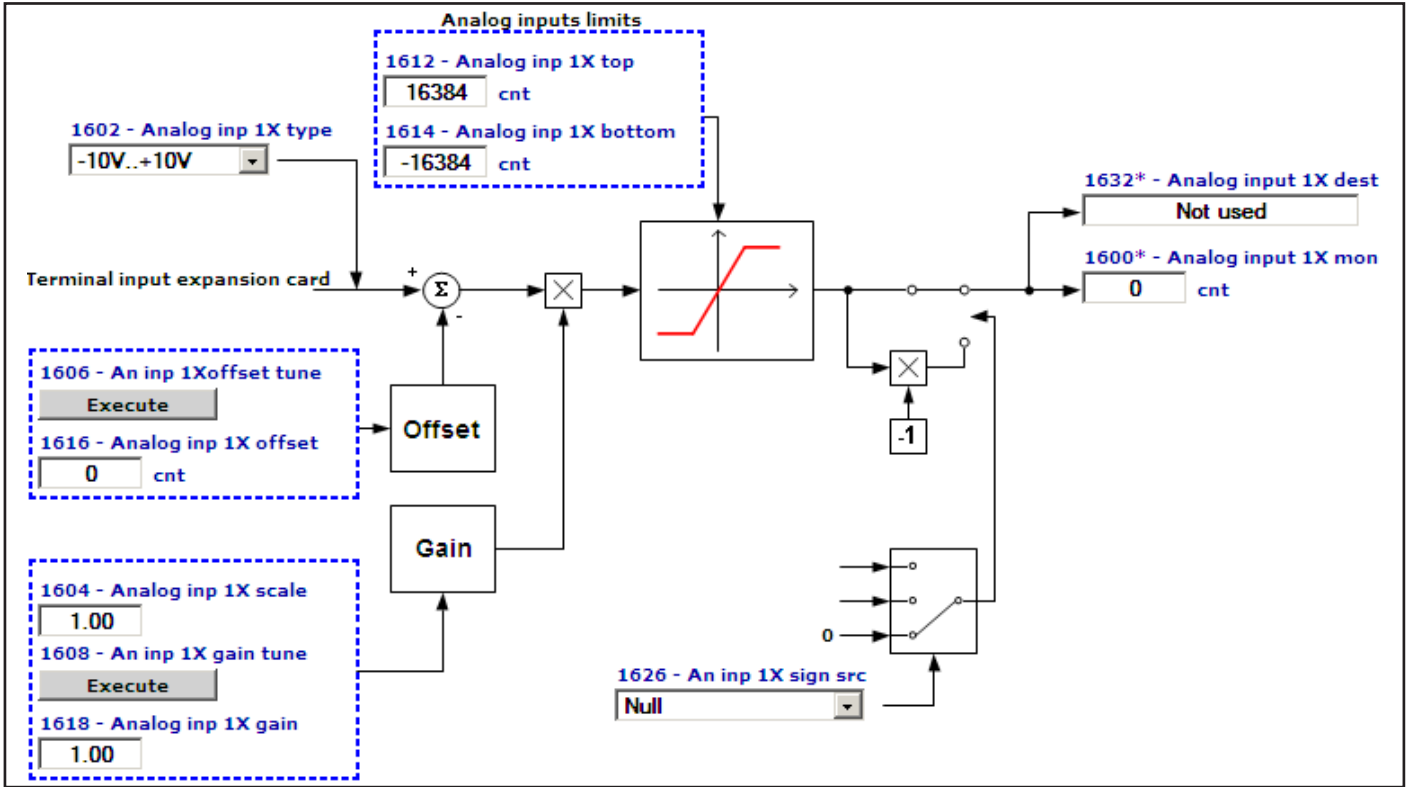 Analog inputs limits
1612 - Analog inp 1X top
16384 cnt
1614 - Analog inp 1X bottom
-16384 cnt
1602 - Analog inp 1X type
-10V..+10V
1632* - Analog input 1X dest
Not used
1600* - Analog input 1X mon
0 cnt
Terminal input expansion card
+
Σ
-
×
×
-1
1606 - An inp 1Xoffset tune
Execute
1616 - Analog inp 1X offset
0 cnt
Offset
Gain
1604 - Analog inp 1X scale
1.00
1608 - An inp 1X gain tune
Execute
1618 - Analog inp 1X gain
1.00
0
1626 - An inp 1X sign src
Null